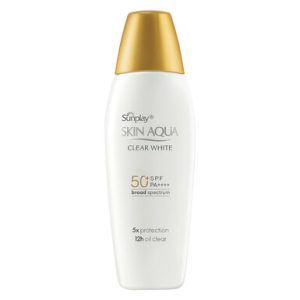 Sunplay®
SKIN AQUA
CLEAR WHITE
50+ SPF
PA++++
broad spectrum
5x protection
12h oil clear